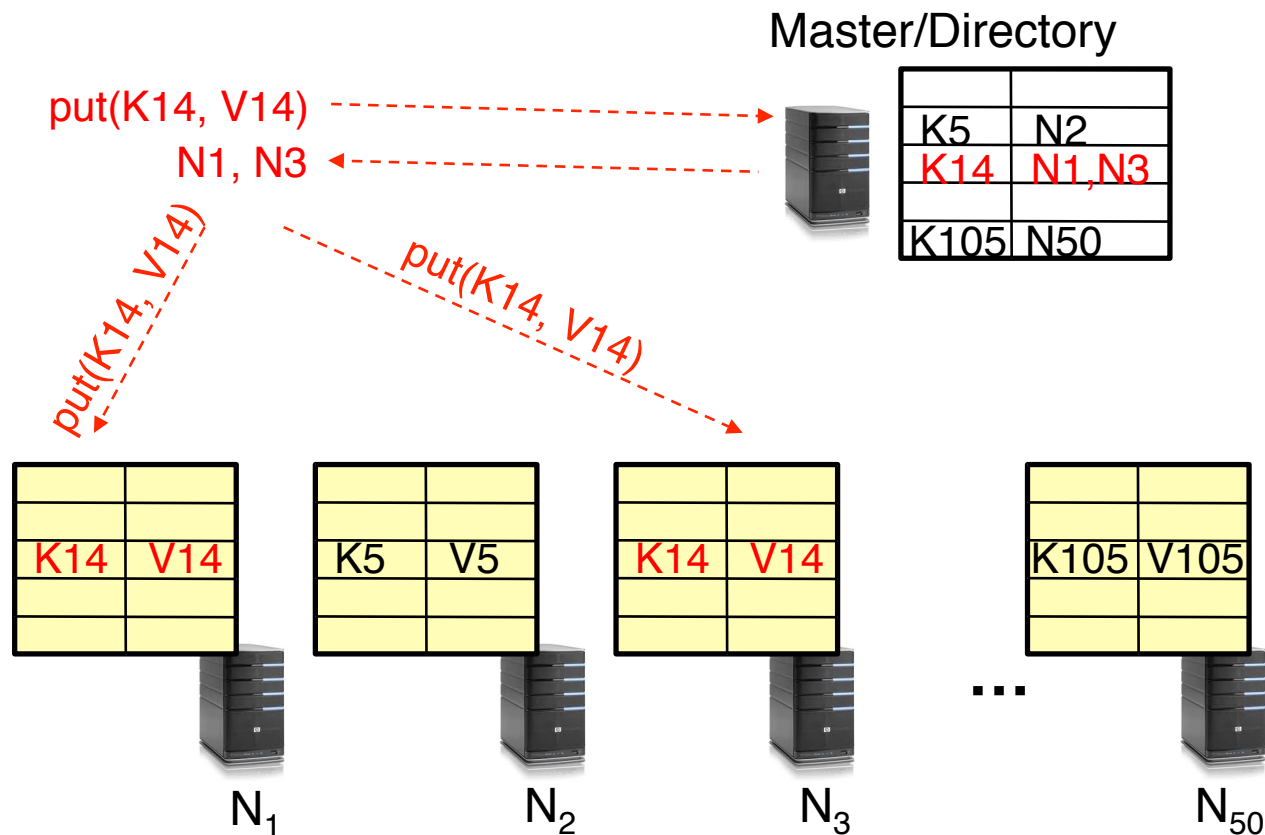 Master/Directory
put(K14, V14)
N1, N3
K5 N2
K14 N1,N3
K105 N50
put(K14, V14)
put(K14, V14)
K14 V14
K5 V5
K14 V14
K105 V105
...
N1
N2
N3
N50